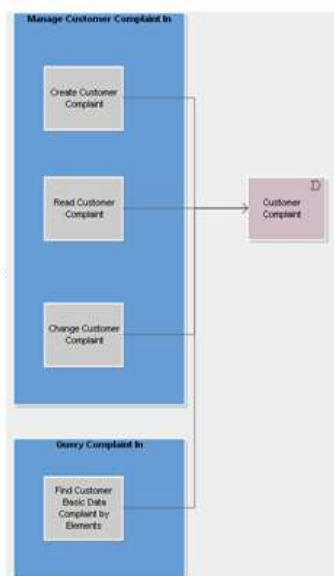 Manage Customer Complaint In
Create Customer
Complaint
Read Customer
Complaint
Change Customer
Complaint
D
Customer
Complaint
Query Complaint In
Find Customer
Basic Data
Complaint by
Elements